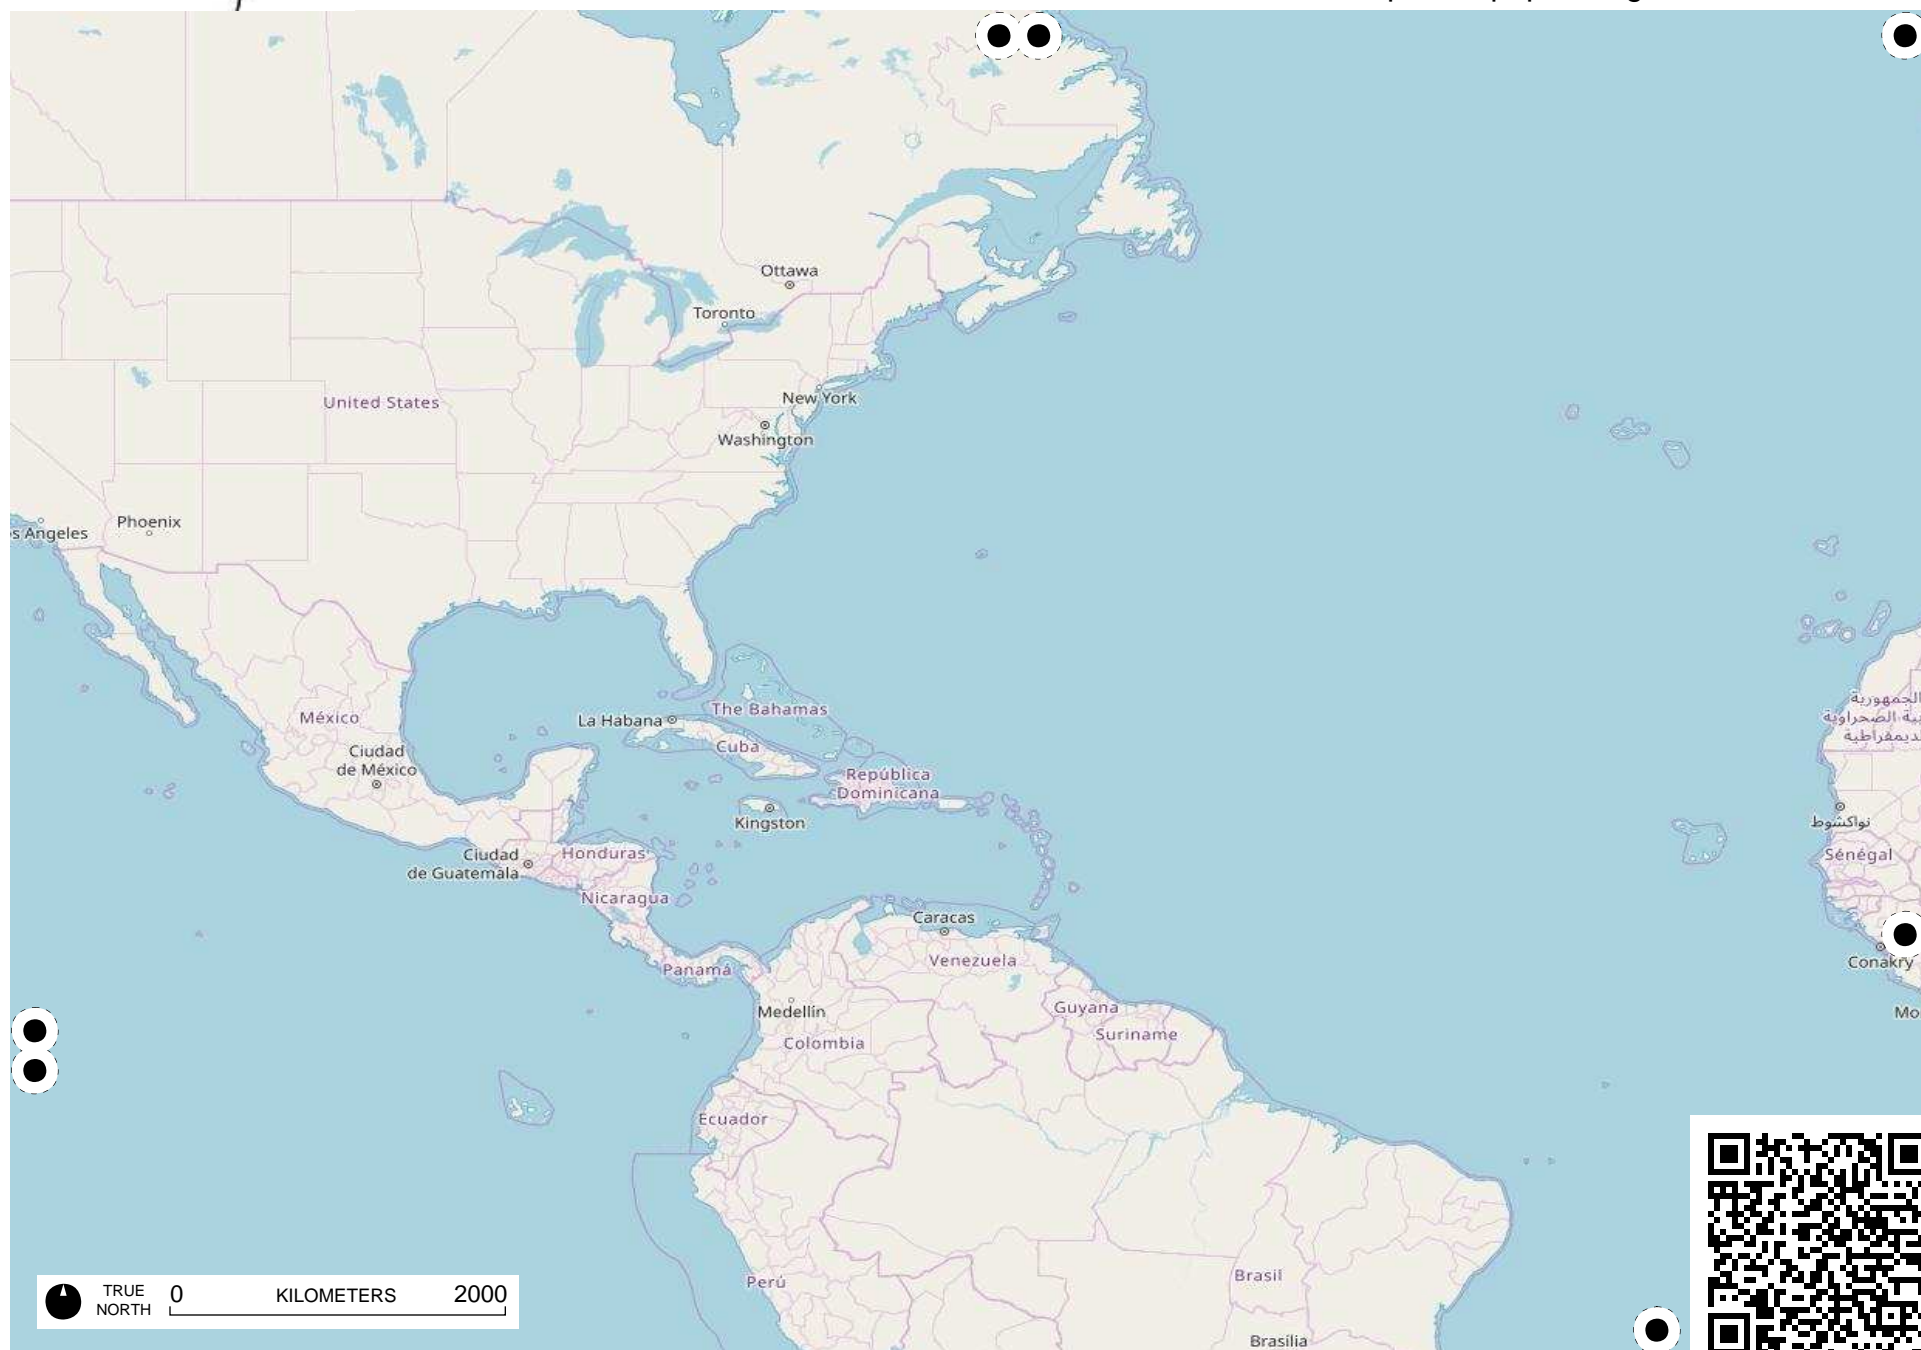 Ottawa
Toronto
New York
United States
Washington
Phoenix
s Angeles
الجمهورية
México
La Habana
The Bahamas
Cuba
Ciudad
de México
República
Dominicana
Kingston
نواكشوط
Ciudad
de Guatemala
Honduras
Sénégal
Nicaragua
Caracas
Venezuela
Panamá
Conakry
Medellín
Guyana
Mo
Colombia
Suriname
Ecuador
Perú
Brasil
Brasília
TRUE
NORTH
0 KILOMETERS 2000